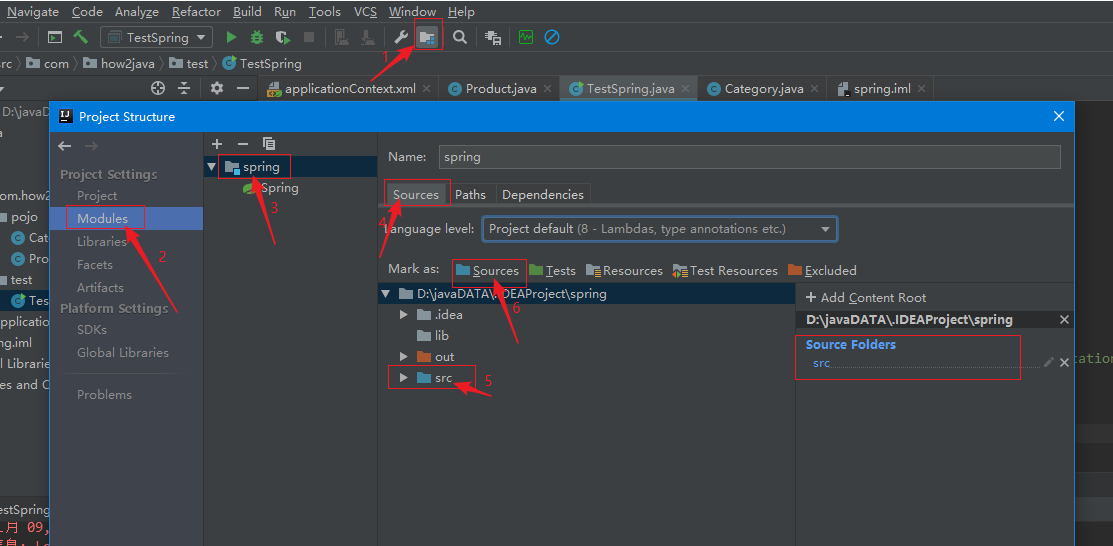 Navigate Code Analyze Refactor Build Run Tools VCS Window Help
TestSpring
1
src com how2java test TestSpring
applicationContext.xml Product.java TestSpring.java Category.java spring.iml
D:\javaD
IJ Project Structure
Name: spring
Project Settings
Project
Modules
Libraries
Facets
Artifacts
Platform Settings
SDKs
Global Libraries
Problems
2
spring
Spring
3
Sources Paths Dependencies
4
Language level: Project default (8 - Lambdas, type annotations etc.)
Mark as: Sources Tests Resources Test Resources Excluded
6
D:\javaDATA\.IDEAProject\spring
.idea
lib
out
src
5
+ Add Content Root
D:\javaDATA\.IDEAProject\spring
Source Folders
src
com.how2
pojo
Cat
Pro
test
Tes
applicatio
ng.iml
al Librarie
es and C
tation
estSpring
月 09,